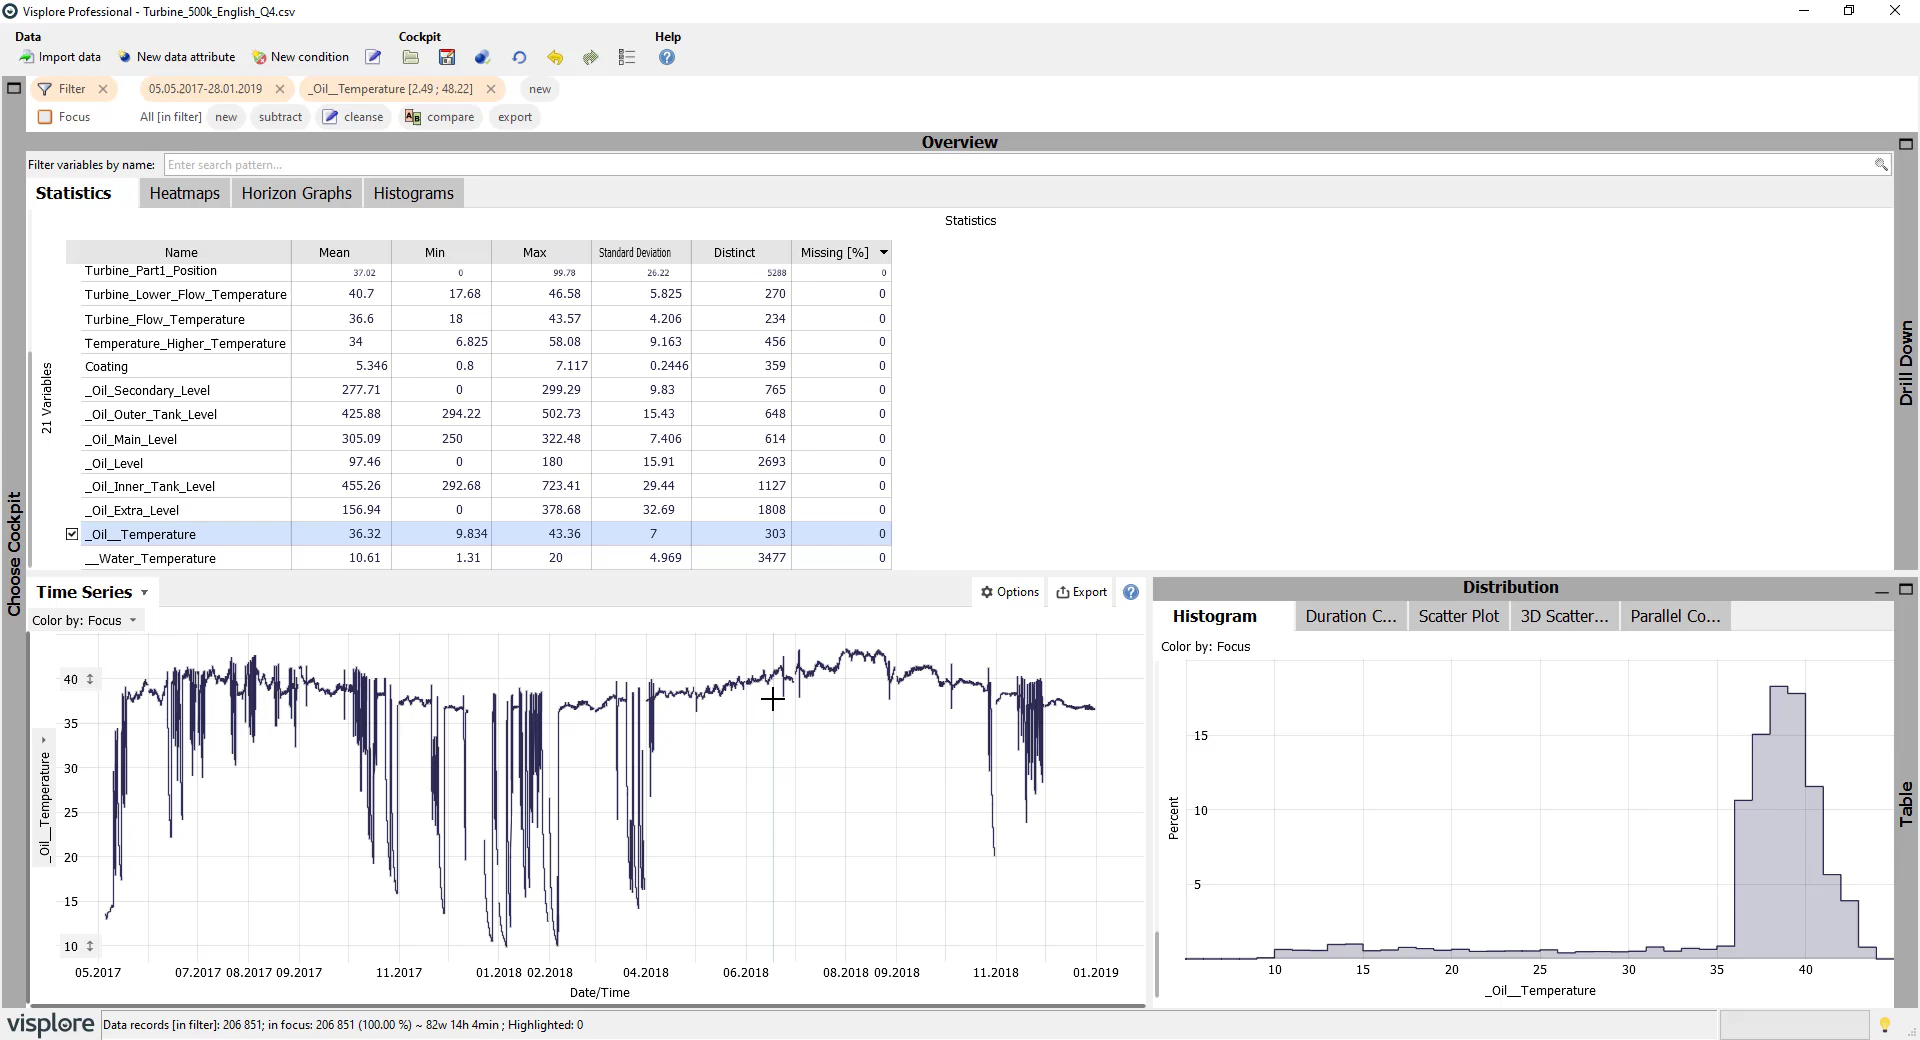 Visplore Professional - Turbine_500k_English_Q4.csv
Data Cockpit Help
Import data New data attribute New condition
Filter 05.05.2017-28.01.2019 _Oil__Temperature [2.49 ; 48.22] new
Focus All [in filter] new subtract cleanse compare export
Overview
Filter variables by name: Enter search pattern...
Statistics Heatmaps Horizon Graphs Histograms
Statistics
Name Mean Min Max Standard Deviation Distinct Missing [%]
Turbine_Part1_Position 37.02 0 99.78 26.22 5288 0
Turbine_Lower_Flow_Temperature 40.7 17.68 46.58 5.825 270 0
Turbine_Flow_Temperature 36.6 18 43.57 4.206 234 0
Temperature_Higher_Temperature 34 6.825 58.08 9.163 456 0
Coating 5.346 0.8 7.117 0.2446 359 0
_Oil_Secondary_Level 277.71 0 299.29 9.83 765 0
_Oil_Outer_Tank_Level 425.88 294.22 502.73 15.43 648 0
_Oil_Main_Level 305.09 250 322.48 7.406 614 0
_Oil_Level 97.46 0 180 15.91 2693 0
_Oil_Inner_Tank_Level 455.26 292.68 723.41 29.44 1127 0
_Oil_Extra_Level 156.94 0 378.68 32.69 1808 0
_Oil__Temperature 36.32 9.834 43.36 7 303 0
__Water_Temperature 10.61 1.31 20 4.969 3477 0
21 Variables
Choose Cockpit
Drill Down
Table
Time Series Options Export
Color by: Focus
40
35
30
25
20
15
10
_Oil__Temperature
05.2017 07.2017 08.2017 09.2017 11.2017 01.2018 02.2018 04.2018 06.2018 08.2018 09.2018 11.2018 01.2019
Date/Time
Distribution
Histogram Duration C... Scatter Plot 3D Scatter... Parallel Co...
Color by: Focus
15
10
5
Percent
10 15 20 25 30 35 40
_Oil__Temperature
visplore Data records [in filter]: 206 851; in focus: 206 851 (100.00 %) ~ 82w 14h 4min ; Highlighted: 0